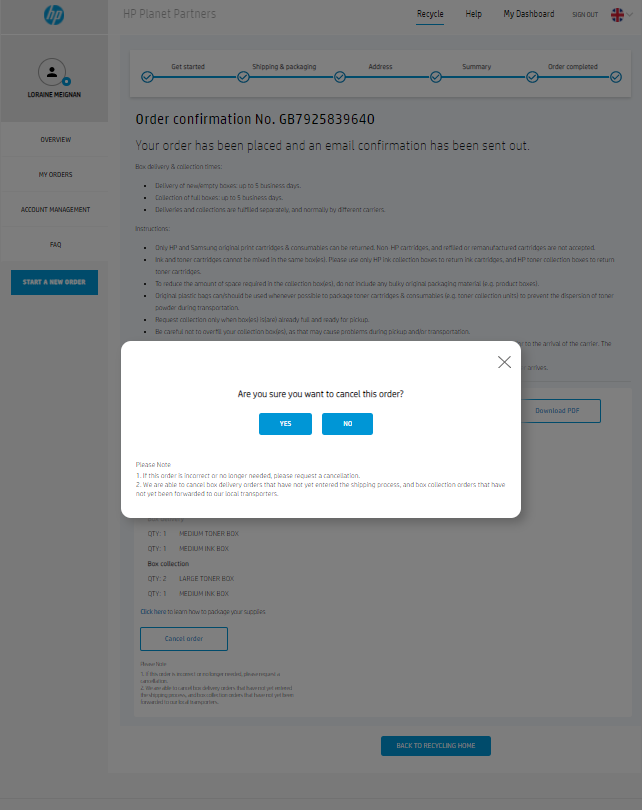 hp
HP Planet Partners
Recycle
Help
My Dashboard
SIGN OUT
LORAINE MEIGNAN
OVERVIEW
MY ORDERS
ACCOUNT MANAGEMENT
FAQ
START A NEW ORDER
Get started
Shipping & packaging
Address
Summary
Order completed
Order confirmation No. GB7925839640
Your order has been placed and an email confirmation has been sent out.
Box delivery & collection times:
Delivery of new/empty boxes: up to 5 business days.
Collection of full boxes: up to 5 business days.
Deliveries and collections are fulfilled separately, and normally by different carriers.
Instructions:
Only HP and Samsung original print cartridges & consumables can be returned. Non-HP cartridges, and refilled or remanufactured cartridges are not accepted.
Ink and toner cartridges cannot be mixed in the same box(es). Please use only HP ink collection boxes to return ink cartridges, and HP toner collection boxes to return
toner cartridges.
To reduce the amount of space required in the collection box(es), do not include any bulky original packaging material (e.g. product boxes).
Original plastic bags can/should be used whenever possible to package toner cartridges & consumables (e.g. toner collection units) to prevent the dispersion of toner
powder during transportation.
Request collection only when box(es) is(are) already full and ready for pickup.
Be careful not to overfill your collection box(es), as that may cause problems during pickup and/or transportation.
to the arrival of the carrier. The
arrives.
Download PDF
Are you sure you want to cancel this order?
YES
NO
Please Note
1. If this order is incorrect or no longer needed, please request a cancellation.
2. We are able to cancel box delivery orders that have not yet entered the shipping process, and box collection orders that have
not yet been forwarded to our local transporters.
QTY: 1 MEDIUM TONER BOX
QTY: 1 MEDIUM INK BOX
Box collection
QTY: 2 LARGE TONER BOX
QTY: 1 MEDIUM INK BOX
Click here to learn how to package your supplies
Cancel order
Please Note
1. If this order is incorrect or no longer needed, please request a
cancellation.
2. We are able to cancel box delivery orders that have not yet entered
the shipping process, and box collection orders that have not yet been
forwarded to our local transporters.
BACK TO RECYCLING HOME